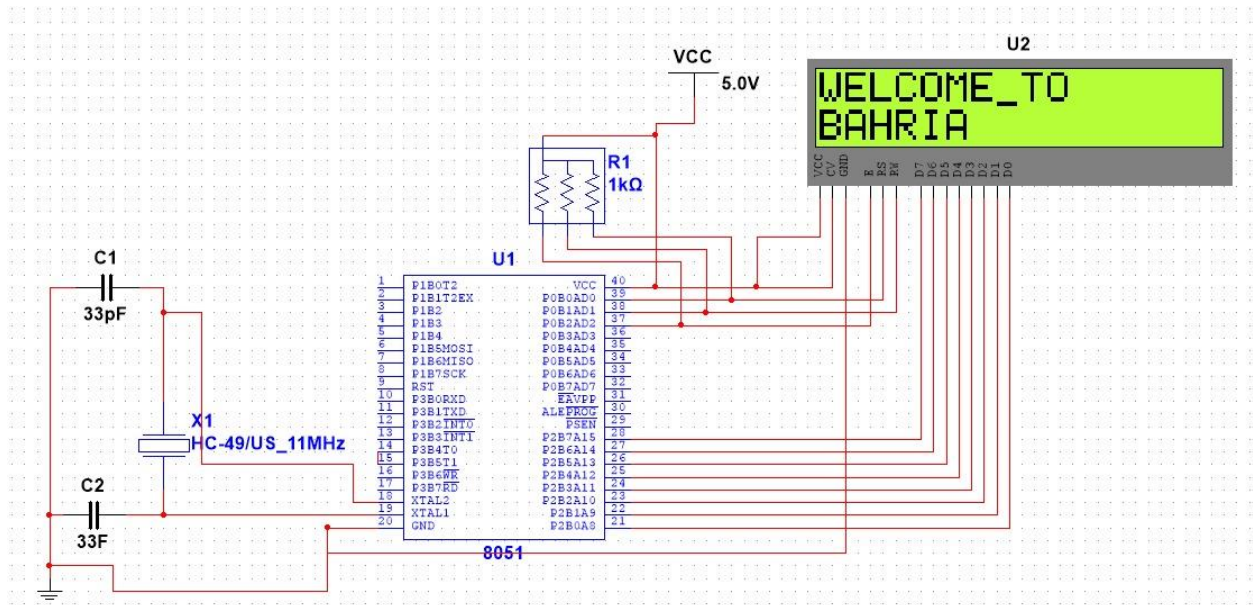 U2
VCC
5.0V
WELCOME_TO
BAHRIA
VCC CV GND E RS RW D7 D6 D5 D4 D3 D2 D1 D0
R1
1kΩ
C1
33pF
X1
HC-49/US_11MHz
C2
33F
U1
1 P1B0T2 VCC 40
2 P1B1T2EX P0B0AD0 39
3 P1B2 P0B1AD1 38
4 P1B3 P0B2AD2 37
5 P1B4 P0B3AD3 36
6 P1B5MOSI P0B4AD4 35
7 P1B6MISO P0B5AD5 34
8 P1B7SCK P0B6AD6 33
9 RST P0B7AD7 32
10 P3B0RXD EAVPP 31
11 P3B1TXD ALEPROG 30
12 P3B2INT0 PSEN 29
13 P3B3INT1 P2B7A15 28
14 P3B4T0 P2B6A14 27
15 P3B5T1 P2B5A13 26
16 P3B6WR P2B4A12 25
17 P3B7RD P2B3A11 24
18 XTAL2 P2B2A10 23
19 XTAL1 P2B1A9 22
20 GND P2B0A8 21
8051